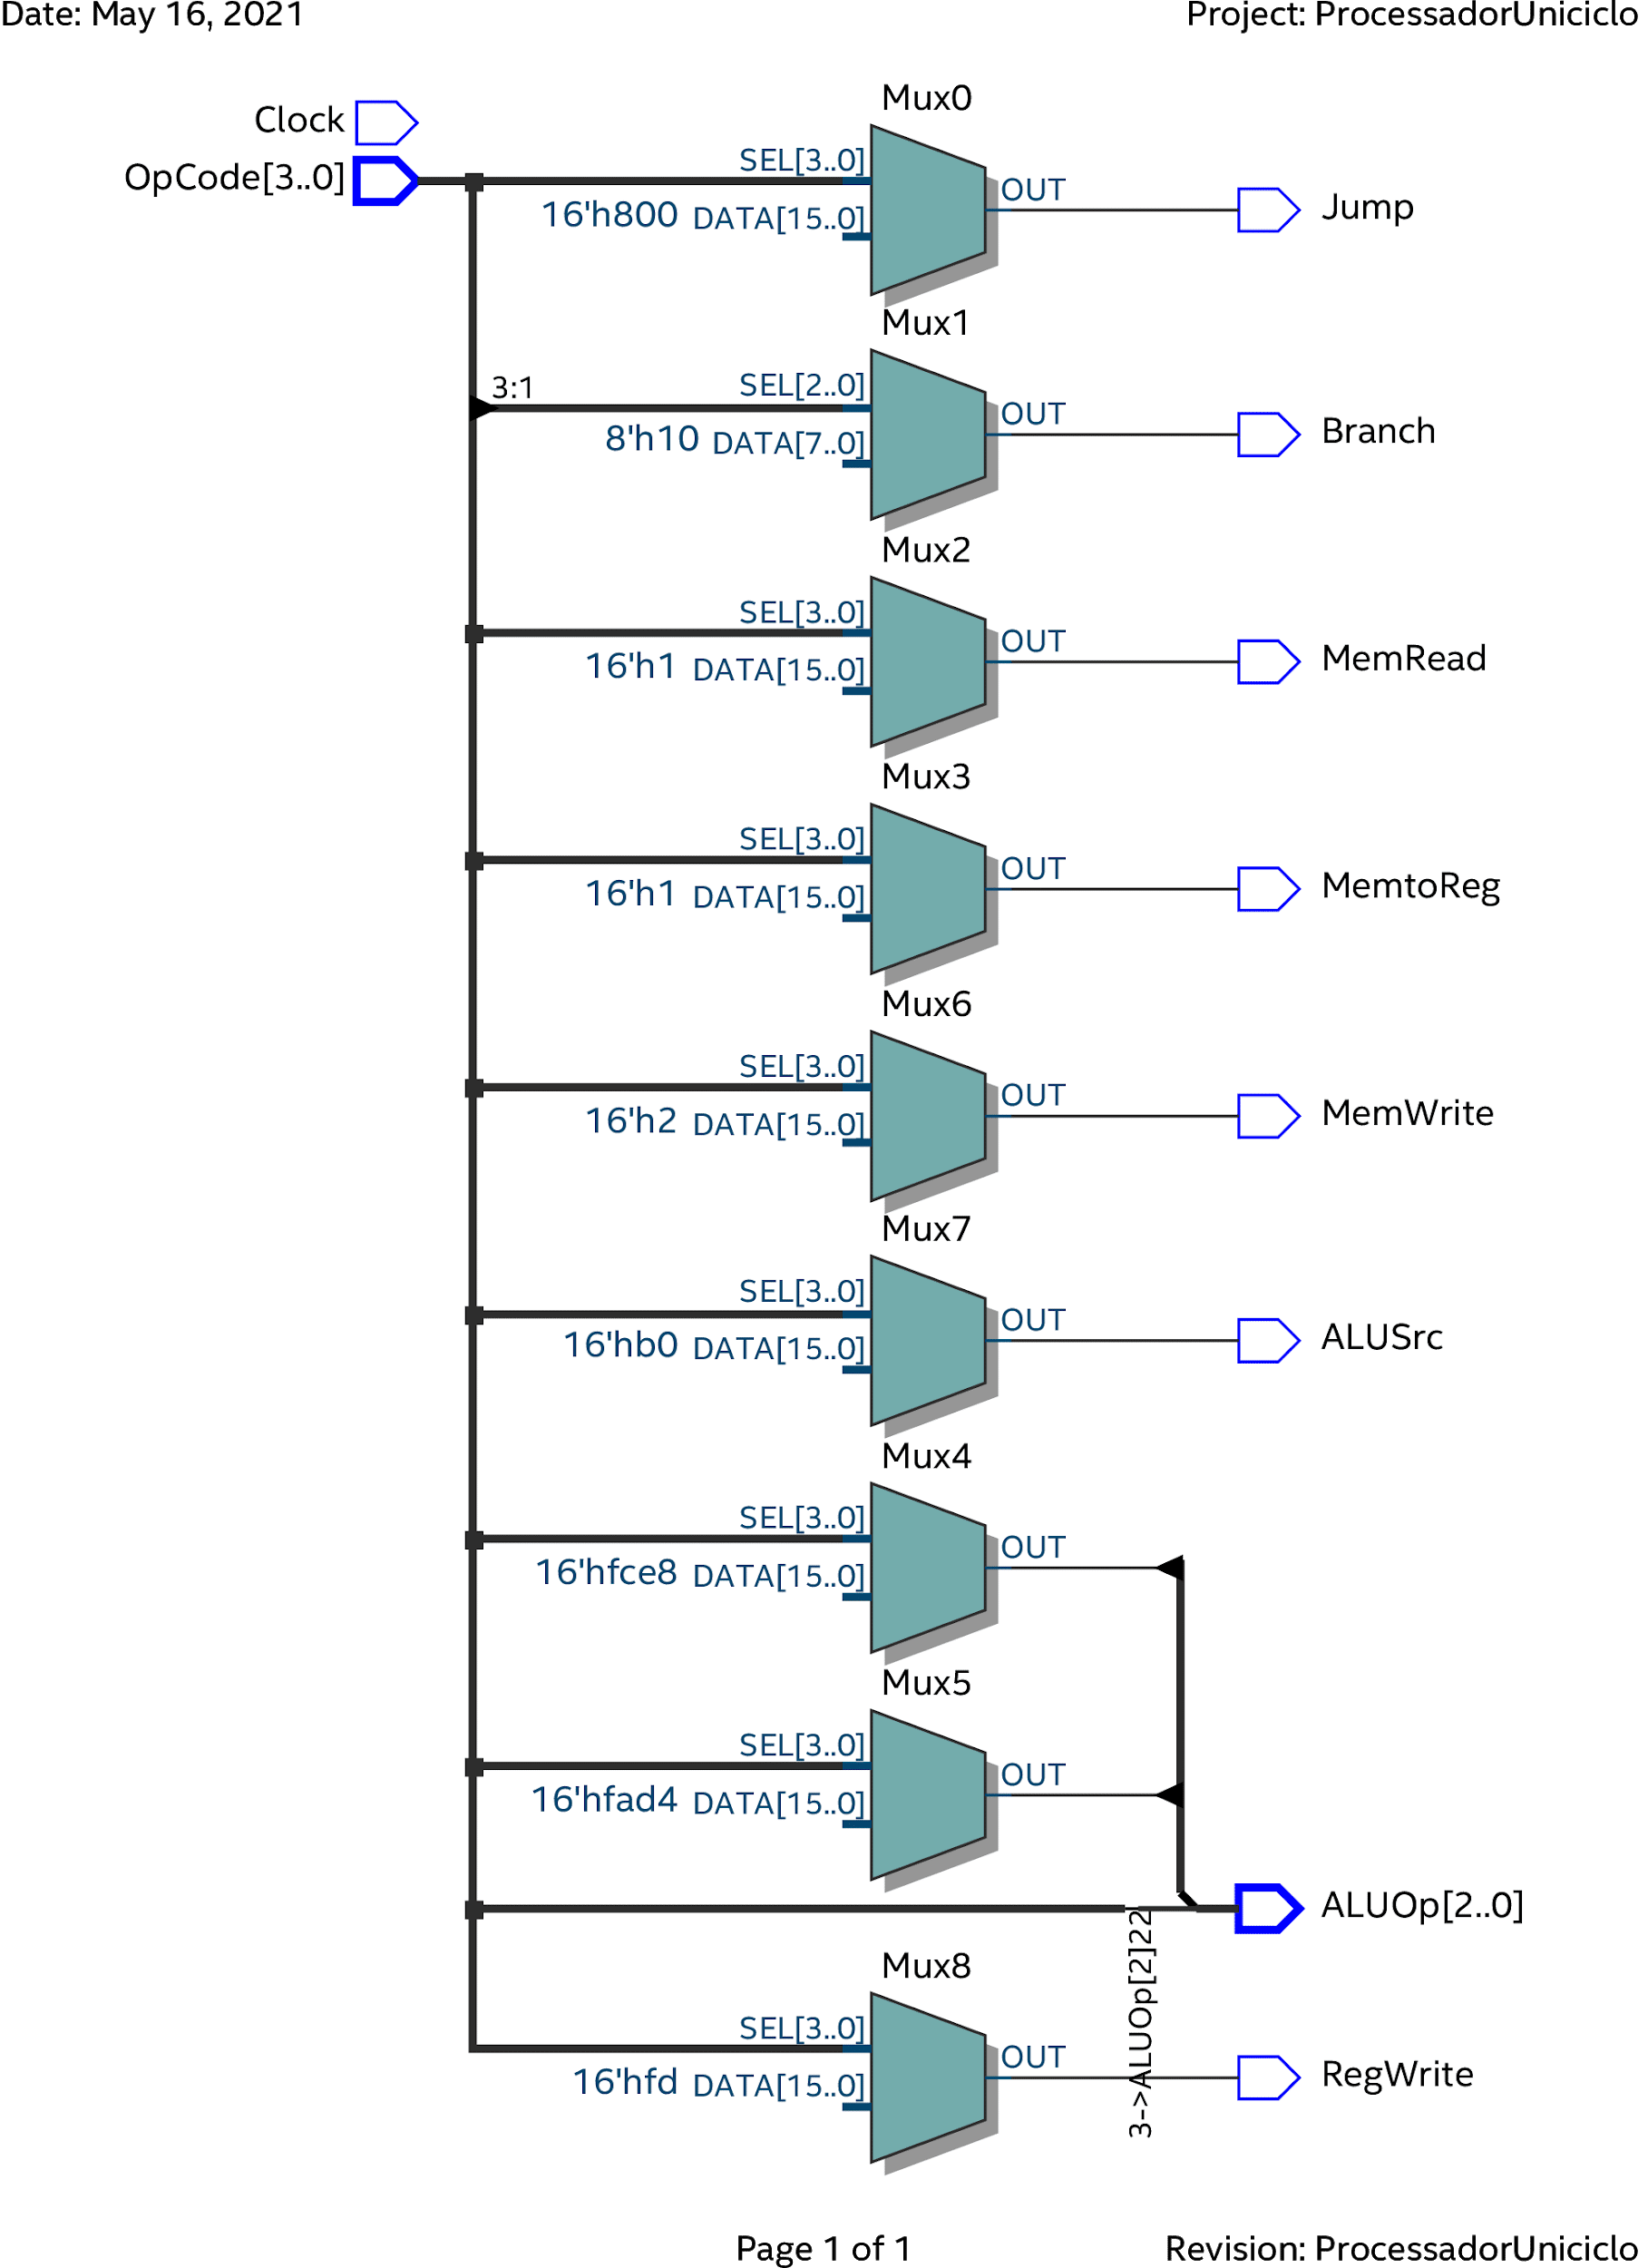 Date: May 16, 2021
Project: ProcessadorUniciclo
Mux0
Clock
OpCode[3..0]
SEL[3..0]
16'h800 DATA[15..0]
OUT
Jump
Mux1
3:1
SEL[2..0]
8'h10 DATA[7..0]
OUT
Branch
Mux2
SEL[3..0]
16'h1 DATA[15..0]
OUT
MemRead
Mux3
SEL[3..0]
16'h1 DATA[15..0]
OUT
MemtoReg
Mux6
SEL[3..0]
16'h2 DATA[15..0]
OUT
MemWrite
Mux7
SEL[3..0]
16'hb0 DATA[15..0]
OUT
ALUSrc
Mux4
SEL[3..0]
16'hfce8 DATA[15..0]
OUT
Mux5
SEL[3..0]
16'hfad4 DATA[15..0]
OUT
ALUOp[2..0]
3->ALUOp[2]22
Mux8
SEL[3..0]
16'hfd DATA[15..0]
OUT
RegWrite
Page 1 of 1
Revision: ProcessadorUniciclo